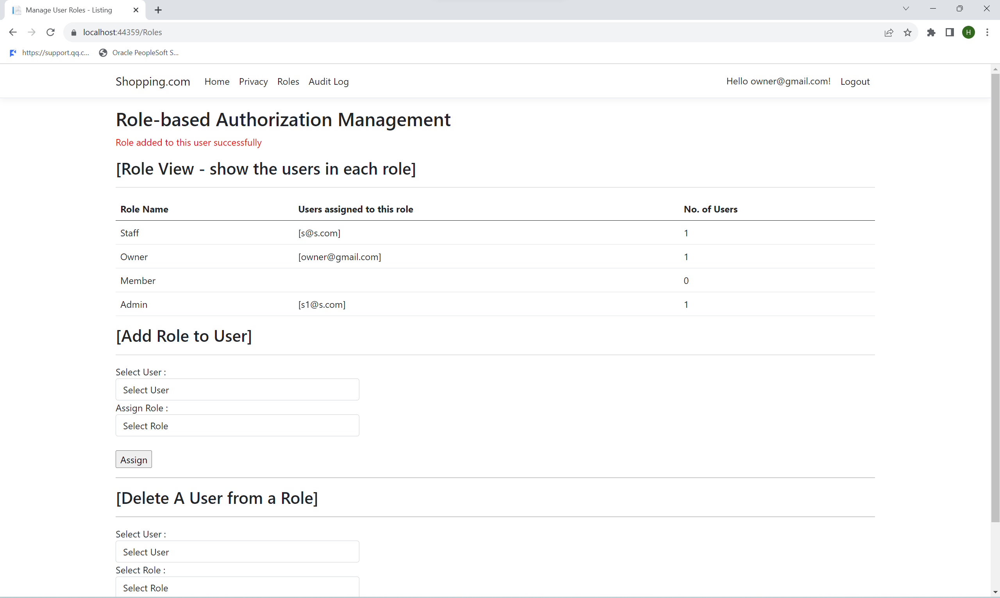 Manage User Roles - Listing
localhost:44359/Roles
H
https://support.qq.c... Oracle PeopleSoft S...
Shopping.com Home Privacy Roles Audit Log Hello owner@gmail.com! Logout
Role-based Authorization Management
Role added to this user successfully
[Role View - show the users in each role]
Role Name Users assigned to this role No. of Users
Staff [s@s.com] 1
Owner [owner@gmail.com] 1
Member 0
Admin [s1@s.com] 1
[Add Role to User]
Select User :
Select User
Assign Role :
Select Role
Assign
[Delete A User from a Role]
Select User :
Select User
Select Role :
Select Role